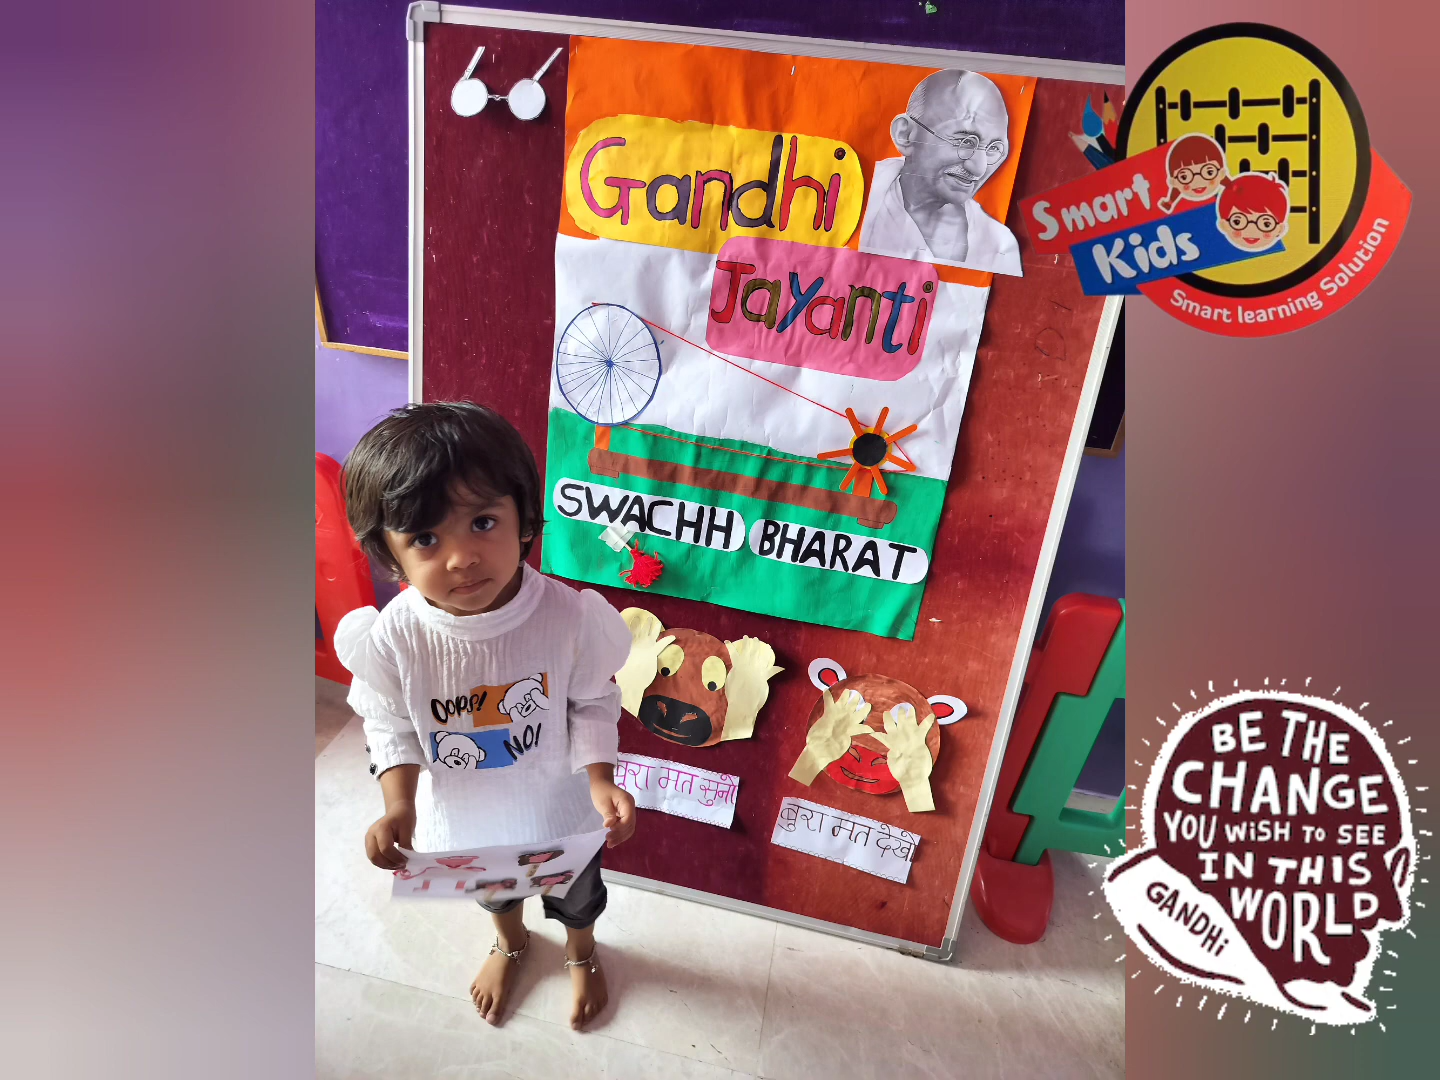 Gandhi
Jayanti
SWACHH BHARAT
OOPS!
NO!
बुरा मत सुनो
बुरा मत देखो
Smart
Kids
Smart learning Solution
BE THE
CHANGE
YOU WiSH TO SEE
IN THIS
WORLD
GANDHi